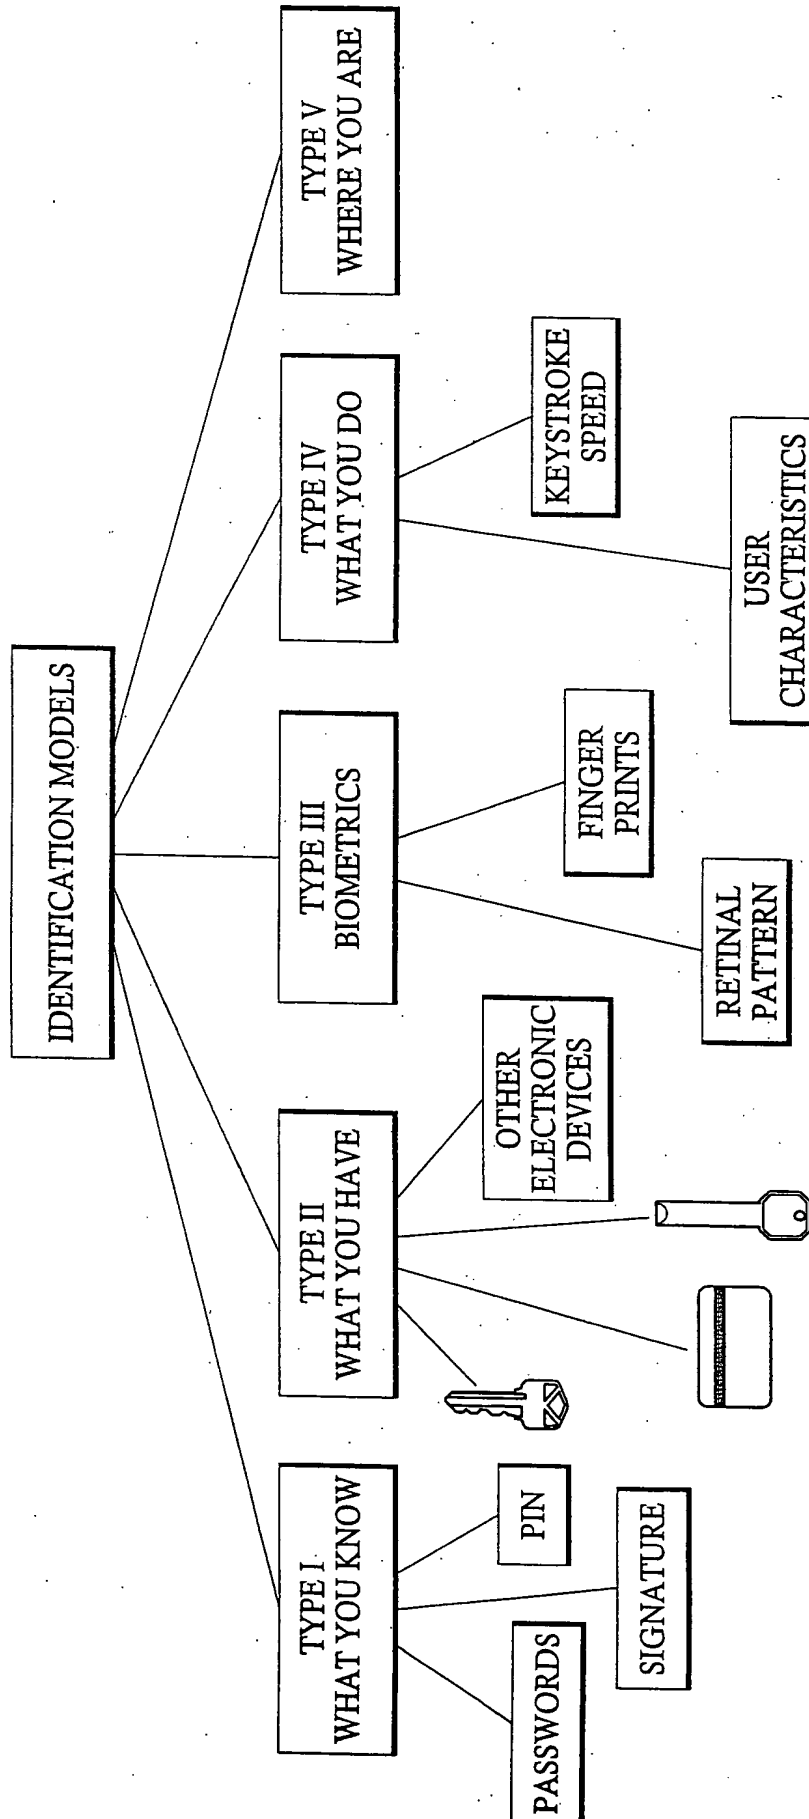 IDENTIFICATION MODELS
TYPE I
WHAT YOU KNOW
TYPE II
WHAT YOU HAVE
TYPE III
BIOMETRICS
TYPE IV
WHAT YOU DO
TYPE V
WHERE YOU ARE
PASSWORDS
SIGNATURE
PIN
OTHER
ELECTRONIC
DEVICES
RETINAL
PATTERN
FINGER
PRINTS
USER
CHARACTERISTICS
KEYSTROKE
SPEED